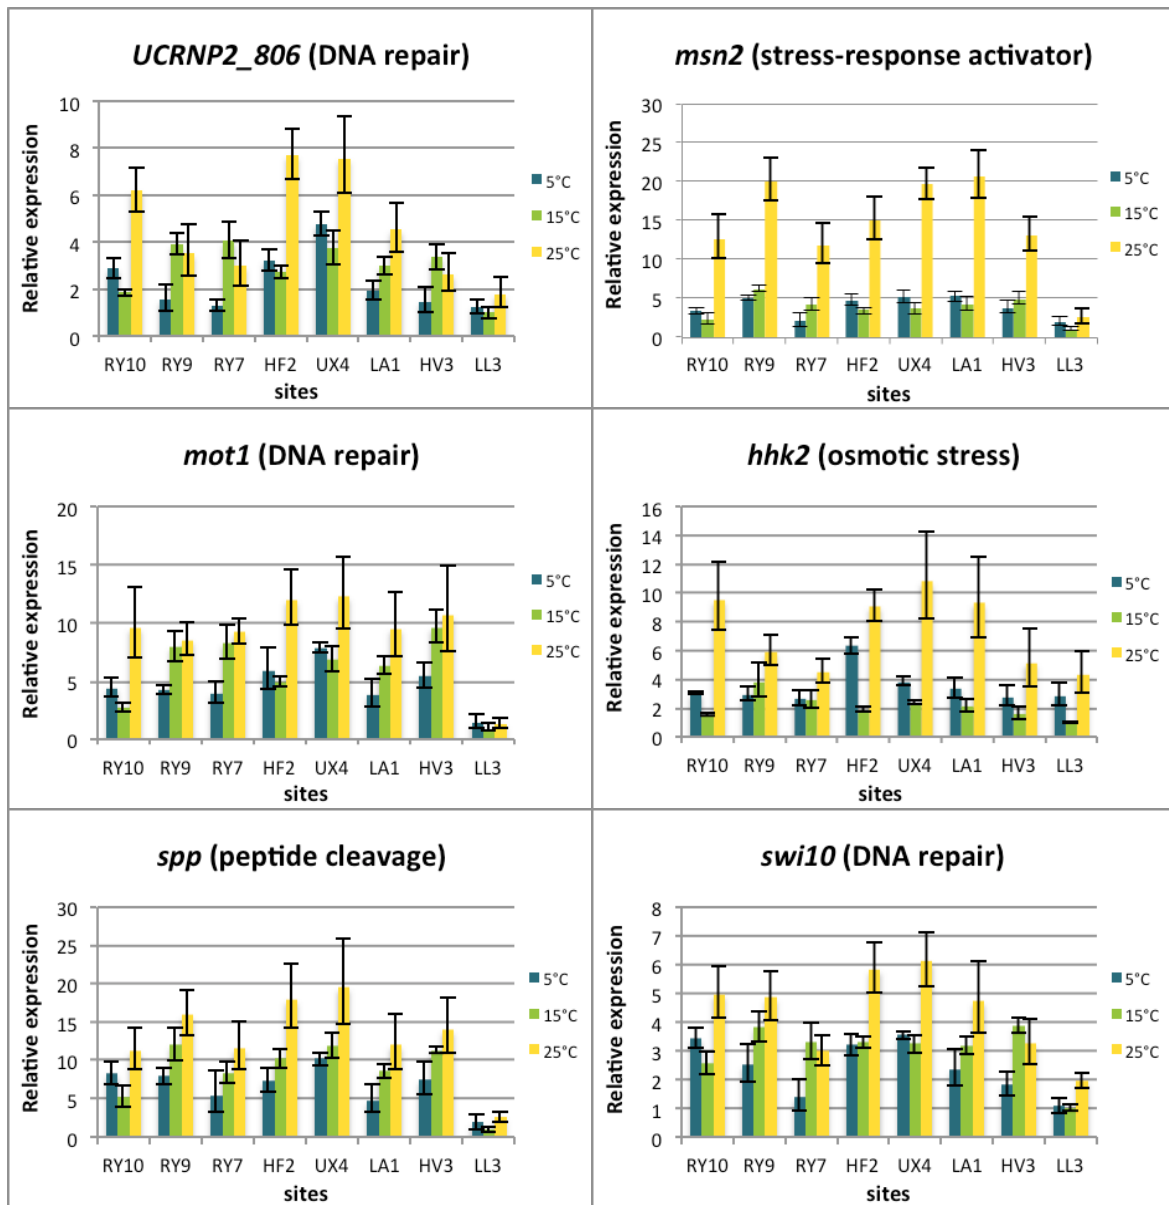 UCRNP2_806 (DNA repair)
Relative expression
10
8
6
4
2
0
RY10 RY9 RY7 HF2 UX4 LA1 HV3 LL3
sites
5°C
15°C
25°C
msn2 (stress-response activator)
Relative expression
30
25
20
15
10
5
0
RY10 RY9 RY7 HF2 UX4 LA1 HV3 LL3
sites
5°C
15°C
25°C
mot1 (DNA repair)
Relative expression
20
15
10
5
0
RY10 RY9 RY7 HF2 UX4 LA1 HV3 LL3
sites
5°C
15°C
25°C
hhk2 (osmotic stress)
Relative expression
16
14
12
10
8
6
4
2
0
RY10 RY9 RY7 HF2 UX4 LA1 HV3 LL3
sites
5°C
15°C
25°C
spp (peptide cleavage)
Relative expression
30
25
20
15
10
5
0
RY10 RY9 RY7 HF2 UX4 LA1 HV3 LL3
sites
5°C
15°C
25°C
swi10 (DNA repair)
Relative expression
8
7
6
5
4
3
2
1
0
RY10 RY9 RY7 HF2 UX4 LA1 HV3 LL3
sites
5°C
15°C
25°C